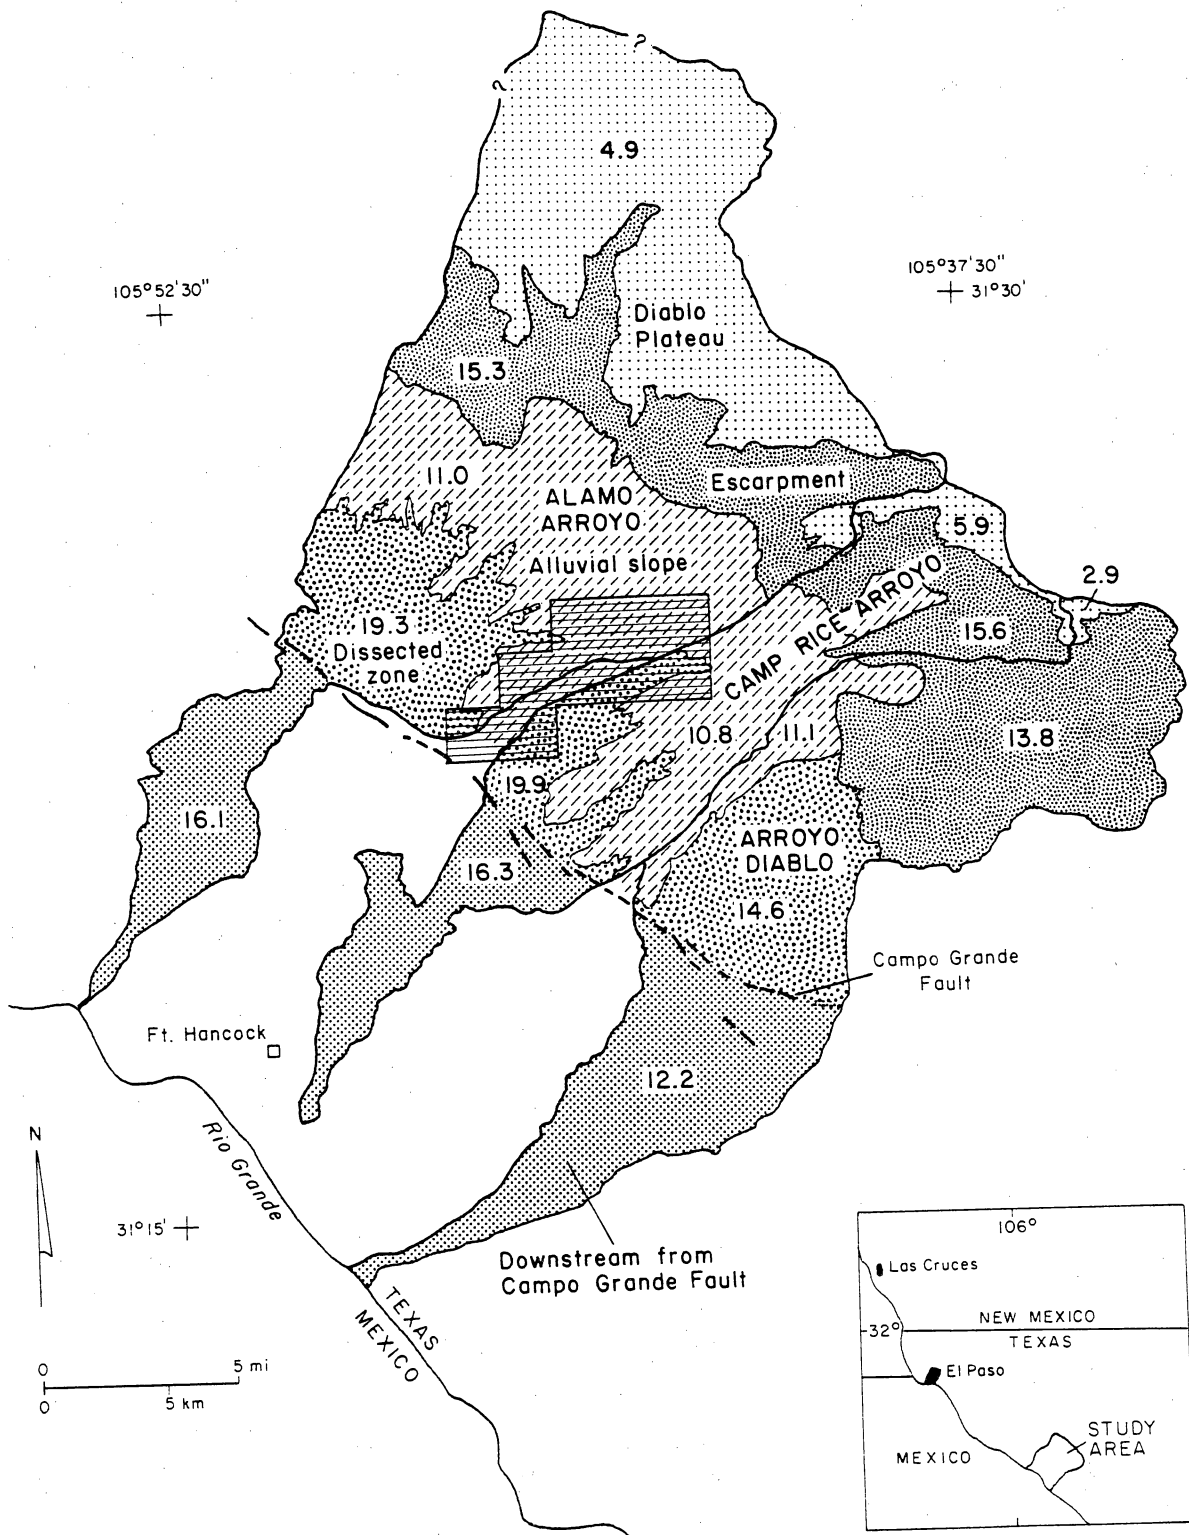 ?
?
4.9
105°52'30"
105°37'30"
31°30'
Diablo
Plateau
15.3
11.0
Escarpment
ALAMO
ARROYO
5.9
Alluvial slope
2.9
CAMP RICE ARROYO
19.3
15.6
Dissected
zone
10.8
11.1
13.8
19.9
16.1
ARROYO
DIABLO
16.3
14.6
Campo Grande
Fault
Ft. Hancock
12.2
N
Rio Grande
31°15'
Downstream from
Campo Grande Fault
TEXAS
MEXICO
0
5 mi
0
5 km
106°
Las Cruces
NEW MEXICO
32°
TEXAS
El Paso
STUDY
AREA
MEXICO